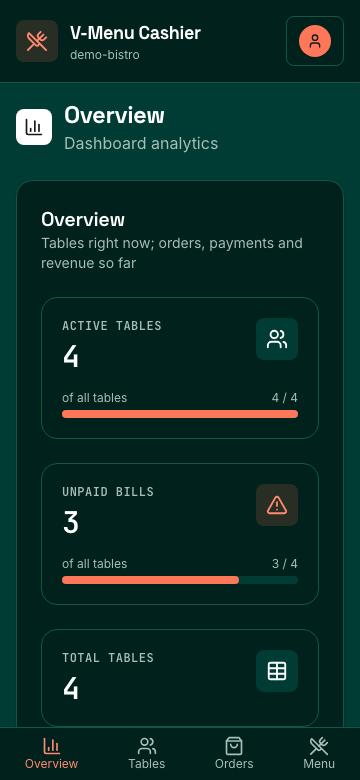 V-Menu Cashier
demo-bistro
Overview
Dashboard analytics
Overview
Tables right now; orders, payments and
revenue so far
ACTIVE TABLES
4
of all tables 4 / 4
UNPAID BILLS
3
of all tables 3 / 4
TOTAL TABLES
4
Overview Tables Orders Menu